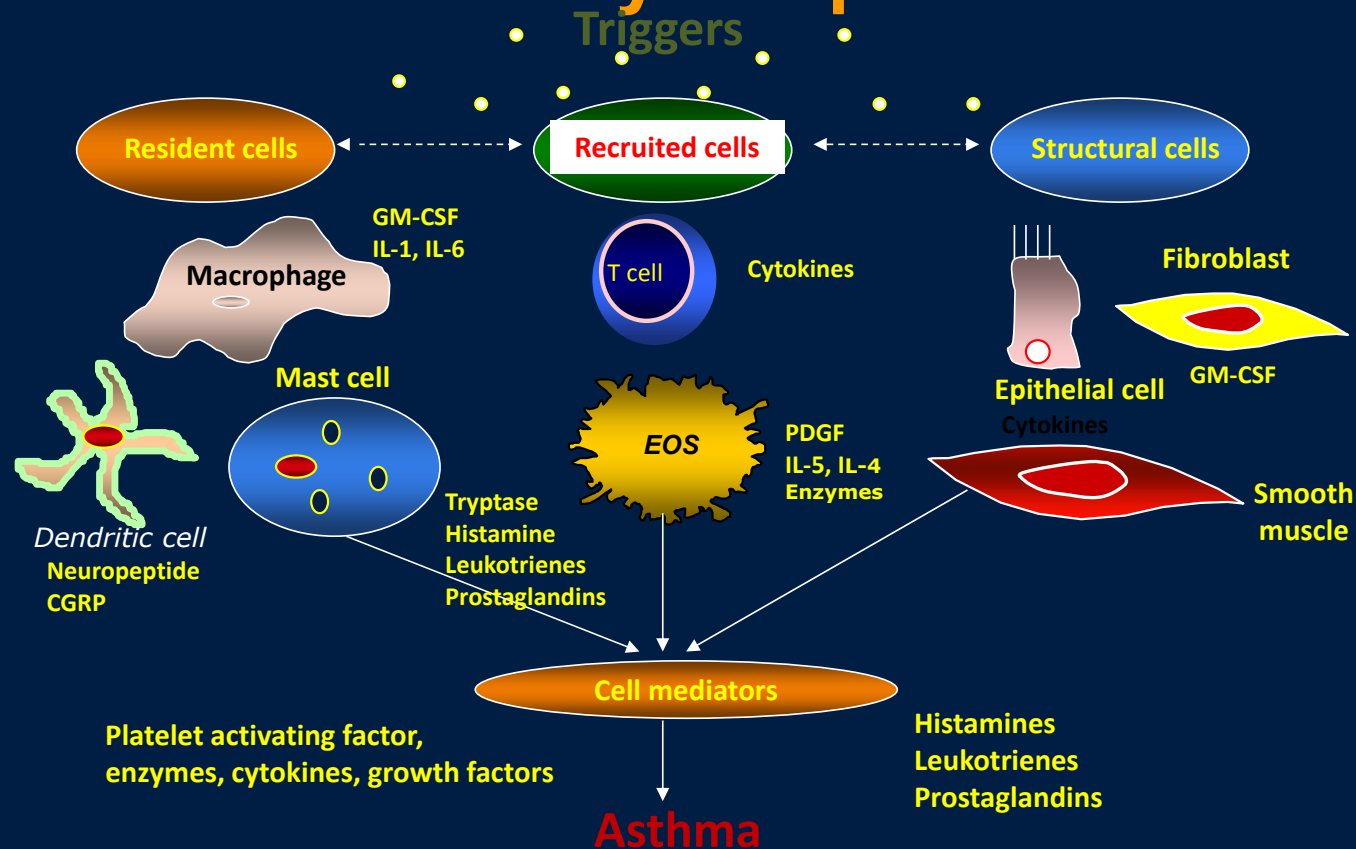 Triggers
Resident cells
Recruited cells
Structural cells
GM-CSF
IL-1, IL-6
Macrophage
T cell
Cytokines
Fibroblast
GM-CSF
Epithelial cell
Cytokines
Mast cell
EOS
PDGF
IL-5, IL-4
Enzymes
Smooth
muscle
Tryptase
Histamine
Leukotrienes
Prostaglandins
Dendritic cell
Neuropeptide
CGRP
Cell mediators
Platelet activating factor,
enzymes, cytokines, growth factors
Histamines
Leukotrienes
Prostaglandins
Asthma